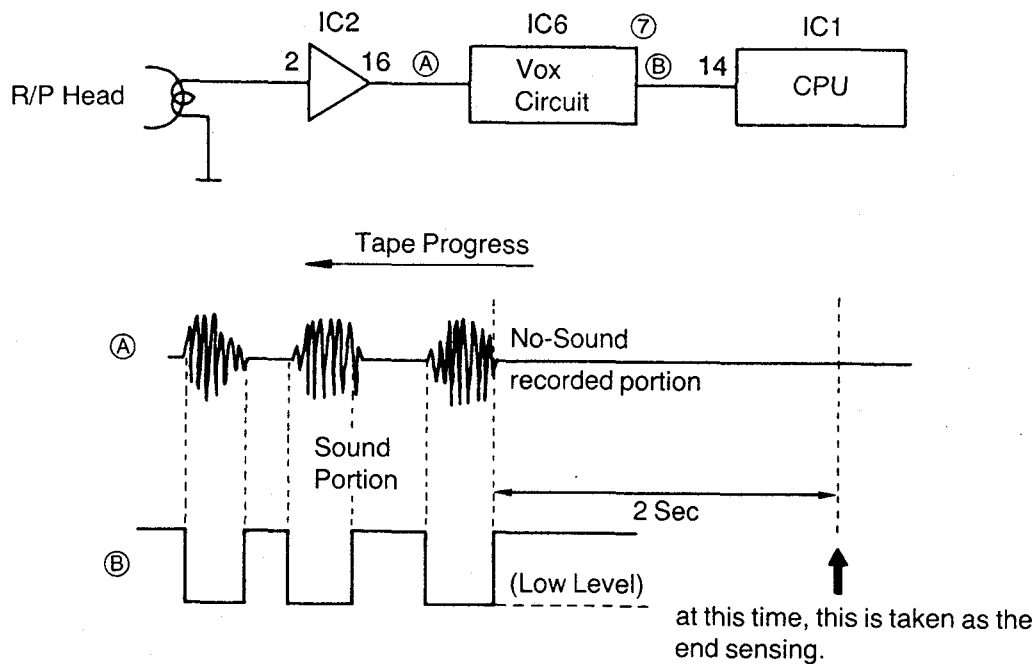 IC2
IC6
⑦
IC1
R/P Head
2
16
Ⓐ
Vox
Circuit
Ⓑ
14
CPU
Tape Progress
Ⓐ
No-Sound
recorded portion
Sound
Portion
2 Sec
Ⓑ
(Low Level)
at this time, this is taken as the
end sensing.